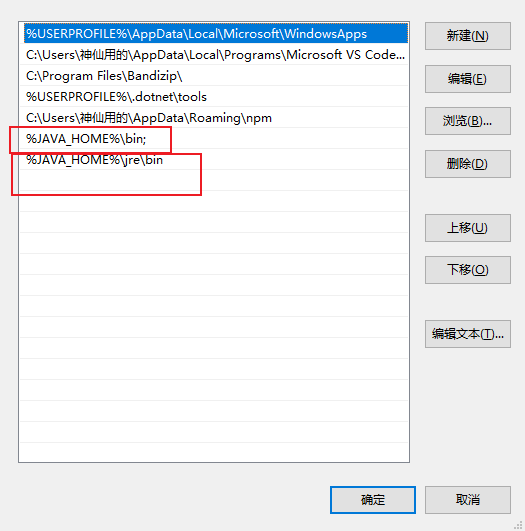 %USERPROFILE%\AppData\Local\Microsoft\WindowsApps
C:\Users\神仙用的\AppData\Local\Programs\Microsoft VS Code...
C:\Program Files\Bandizip\
%USERPROFILE%\.dotnet\tools
C:\Users\神仙用的\AppData\Roaming\npm
%JAVA_HOME%\bin;
%JAVA_HOME%\jre\bin
新建(N)
编辑(E)
浏览(B)...
删除(D)
上移(U)
下移(O)
编辑文本(T)...
确定
取消